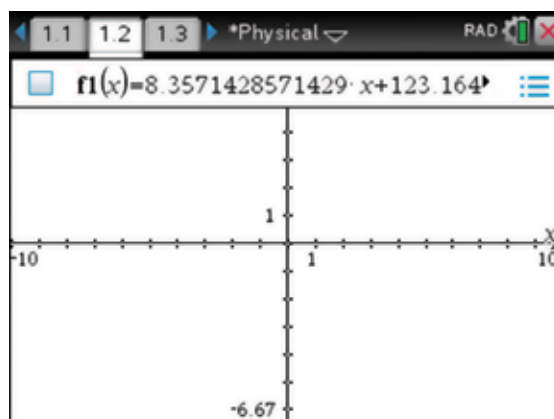 1.1 1.2 1.3 *Physical RAD
f1(x)=8.3571428571429·x+123.164
1
x
-10 1 10
-6.67